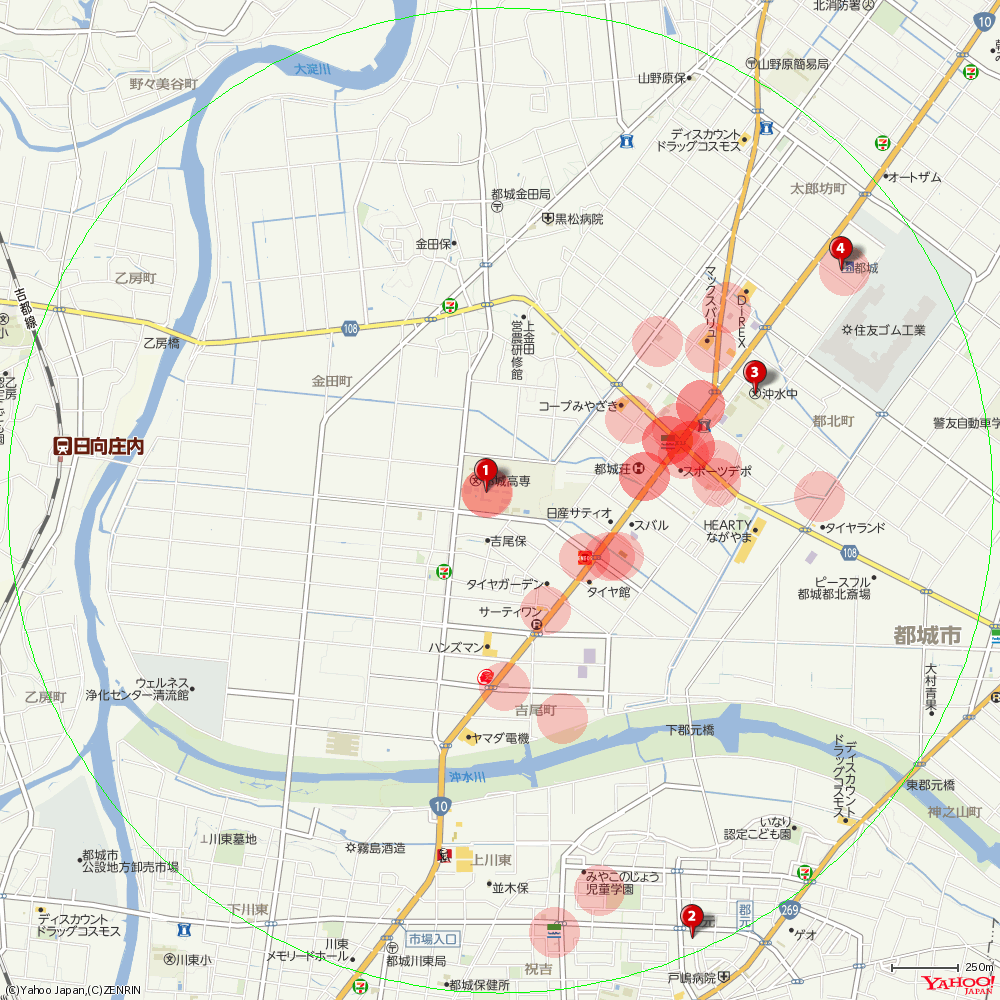 北消防署
10
大淀川
山野原簡易局
野々美谷町
山野原保
ディスカウント
ドラッグコスモス
オートザム
太郎坊町
都城金田局
黒松病院
金田保
4
都城
乙房町
マックスバリュ
D-IREX
吉都線
小
108
上金田
営農研修館
住友ゴム工業
乙房橋
金田町
3
沖水中
乙房
コープみやざき
都北町
警友自動車学
日向庄内
1
都城荘
スポーツデポ
都城高専
日産サティオ
スバル
HEARTY
ながやま
タイヤランド
吉尾保
108
タイヤガーデン
タイヤ館
ピースフル
都城都北斎場
サーティワン
R
都城市
ハンズマン
ウェルネス
浄化センター清流館
大村青果
乙房町
吉尾町
R
下郡元橋
ヤマダ電機
沖水川
ディスカウント
ドラッグコスモス
東郡元橋
10
神之山町
いなり
認定こども園
川東墓地
霧島酒造
都城市
公設地方卸売市場
上川東
みやこのじょう
児童学園
並木保
下川東
2
元
郡元
269
ディスカウント
ドラッグコスモス
市場入口
ゲオ
川東
メモリードホール
都城川東局
川東小
祝吉
戸嶋病院
250m
都城保健所
YAHOO!
JAPAN
(C)Yahoo Japan,(C)ZENRIN